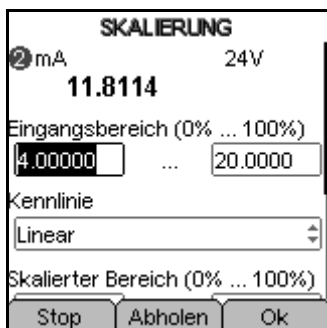 SKALIERUNG
2 mA 24V
11.8114
Eingangsbereich (0% ... 100%)
4.00000 ... 20.0000
Kennlinie
Linear
Skalierter Bereich (0% ... 100%)
Stop Abholen Ok